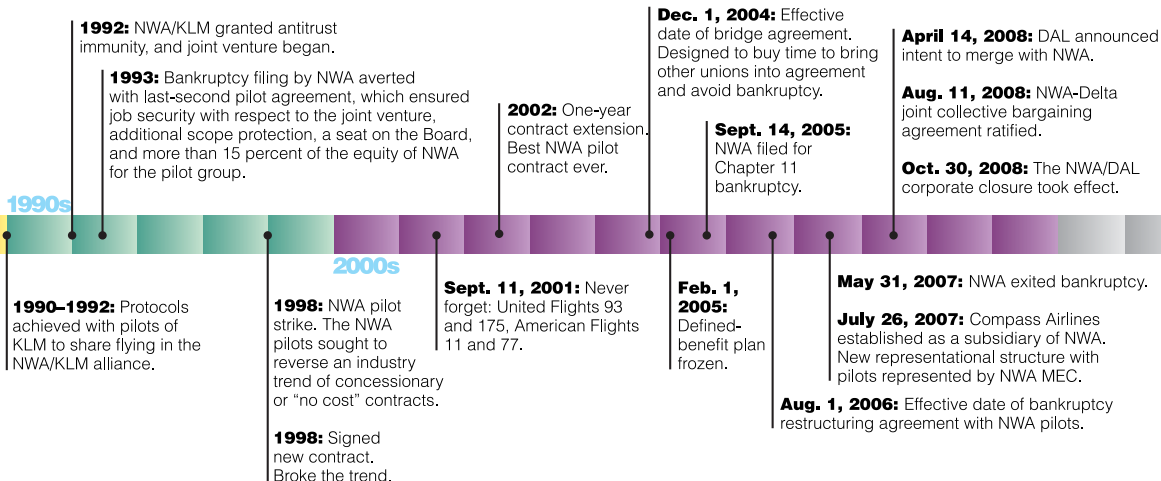 1992: NWA/KLM granted antitrust
immunity, and joint venture began.
1993: Bankruptcy filing by NWA averted
with last-second pilot agreement, which ensured
job security with respect to the joint venture,
additional scope protection, a seat on the Board,
and more than 15 percent of the equity of NWA
for the pilot group.
2002: One-year
contract extension.
Best NWA pilot
contract ever.
Dec. 1, 2004: Effective
date of bridge agreement.
Designed to buy time to bring
other unions into agreement
and avoid bankruptcy.
Sept. 14, 2005:
NWA filed for
Chapter 11
bankruptcy.
April 14, 2008: DAL announced
intent to merge with NWA.
Aug. 11, 2008: NWA-Delta
joint collective bargaining
agreement ratified.
Oct. 30, 2008: The NWA/DAL
corporate closure took effect.
1990s
2000s
1990–1992: Protocols
achieved with pilots of
KLM to share flying in the
NWA/KLM alliance.
1998: NWA pilot
strike. The NWA
pilots sought to
reverse an industry
trend of concessionary
or “no cost” contracts.
1998: Signed
new contract.
Broke the trend.
Sept. 11, 2001: Never
forget: United Flights 93
and 175, American Flights
11 and 77.
Feb. 1,
2005:
Defined-
benefit plan
frozen.
May 31, 2007: NWA exited bankruptcy.
July 26, 2007: Compass Airlines
established as a subsidiary of NWA.
New representational structure with
pilots represented by NWA MEC.
Aug. 1, 2006: Effective date of bankruptcy
restructuring agreement with NWA pilots.